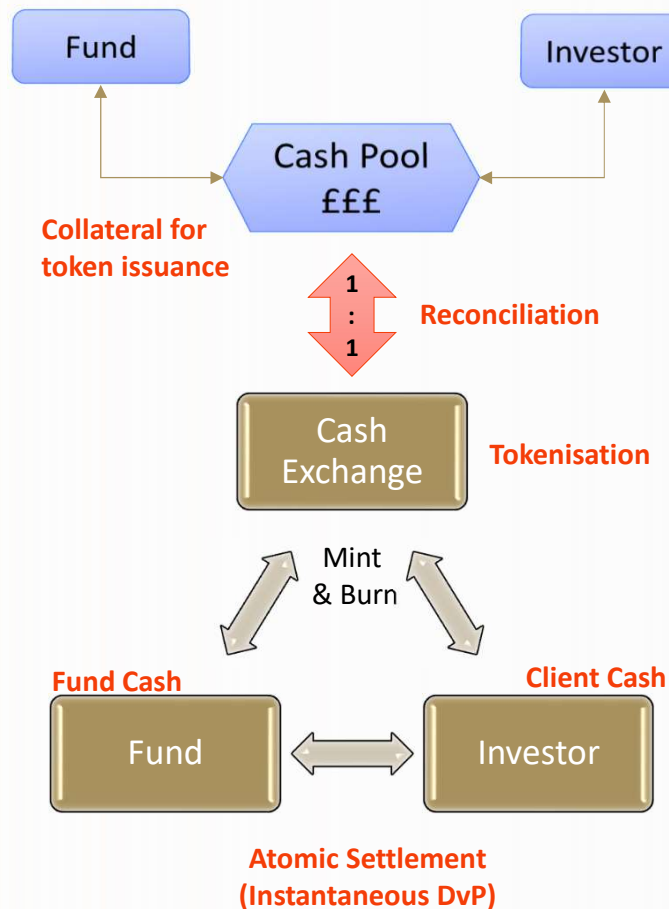 Fund
Investor
Cash Pool
£££
Collateral for
token issuance
1
:
1
Reconciliation
Cash
Exchange
Tokenisation
Mint
& Burn
Fund Cash
Client Cash
Fund
Investor
Atomic Settlement
(Instantaneous DvP)